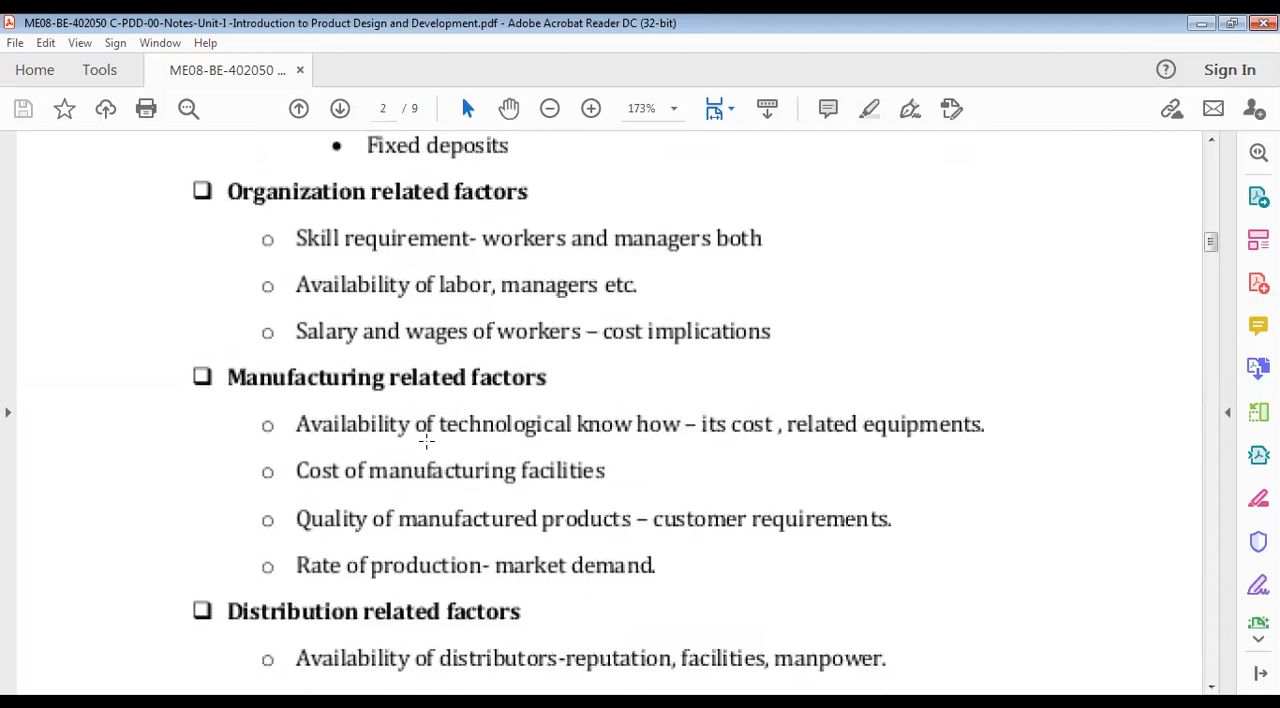 ME08-BE-402050 C-PDD-00-Notes-Unit-I -Introduction to Product Design and Development.pdf - Adobe Acrobat Reader DC (32-bit)
File Edit View Sign Window Help
Home Tools ME08-BE-402050 ... × Sign In
2 / 9 173%
• Fixed deposits
❑ Organization related factors
o Skill requirement- workers and managers both
o Availability of labor, managers etc.
o Salary and wages of workers – cost implications
❑ Manufacturing related factors
o Availability of technological know how – its cost , related equipments.
o Cost of manufacturing facilities
o Quality of manufactured products – customer requirements.
o Rate of production- market demand.
❑ Distribution related factors
o Availability of distributors-reputation, facilities, manpower.